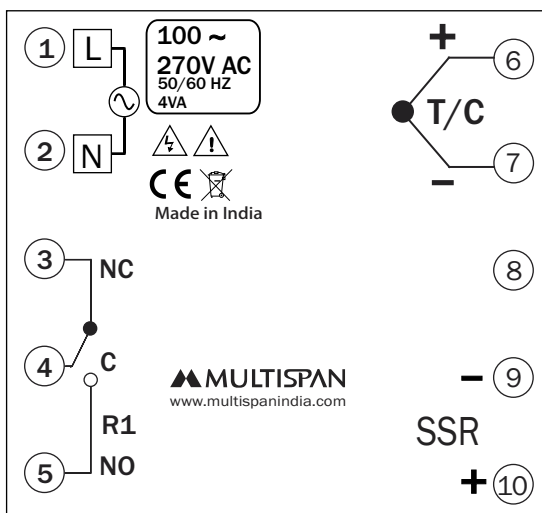 1 L
100 ~
270V AC
50/60 HZ
4VA
2 N
CE
Made in India
+ 6
T/C
- 7
3 NC
4 C
R1
5 NO
MULTISPAN
www.multispanindia.com
8
- 9
SSR
+ 10